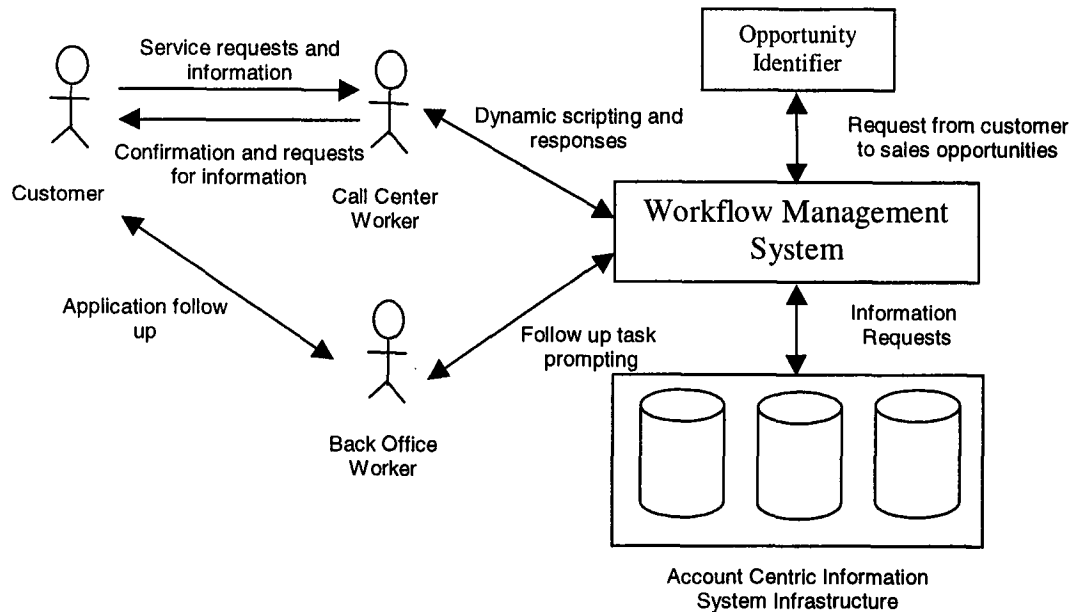 Service requests and
information
Confirmation and requests
for information
Customer
Call Center
Worker
Dynamic scripting and
responses
Opportunity
Identifier
Request from customer
to sales opportunities
Workflow Management
System
Application follow
up
Follow up task
prompting
Information
Requests
Back Office
Worker
Account Centric Information
System Infrastructure